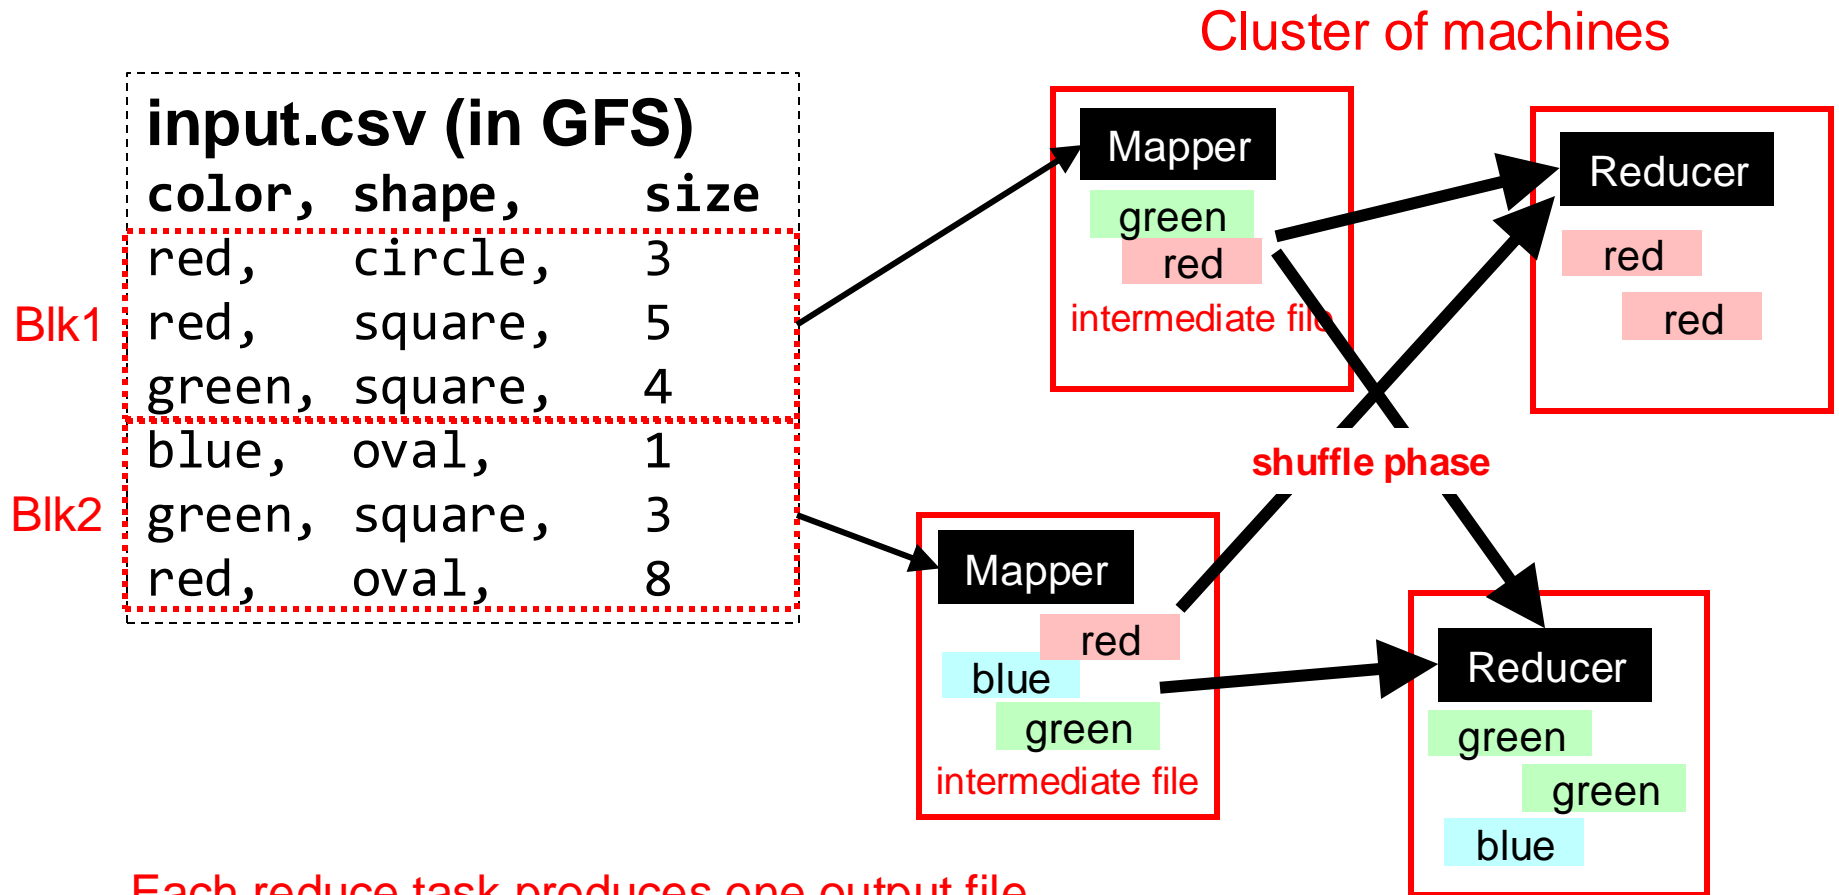 Cluster of machines
input.csv (in GFS)
color, shape, size
red, circle, 3
red, square, 5
green, square, 4
blue, oval, 1
green, square, 3
red, oval, 8
Blk1
Blk2
Mapper
green
red
intermediate file
Reducer
red
red
shuffle phase
Mapper
red
blue
green
intermediate file
Reducer
green
green
blue
Each reduce task produces one output file